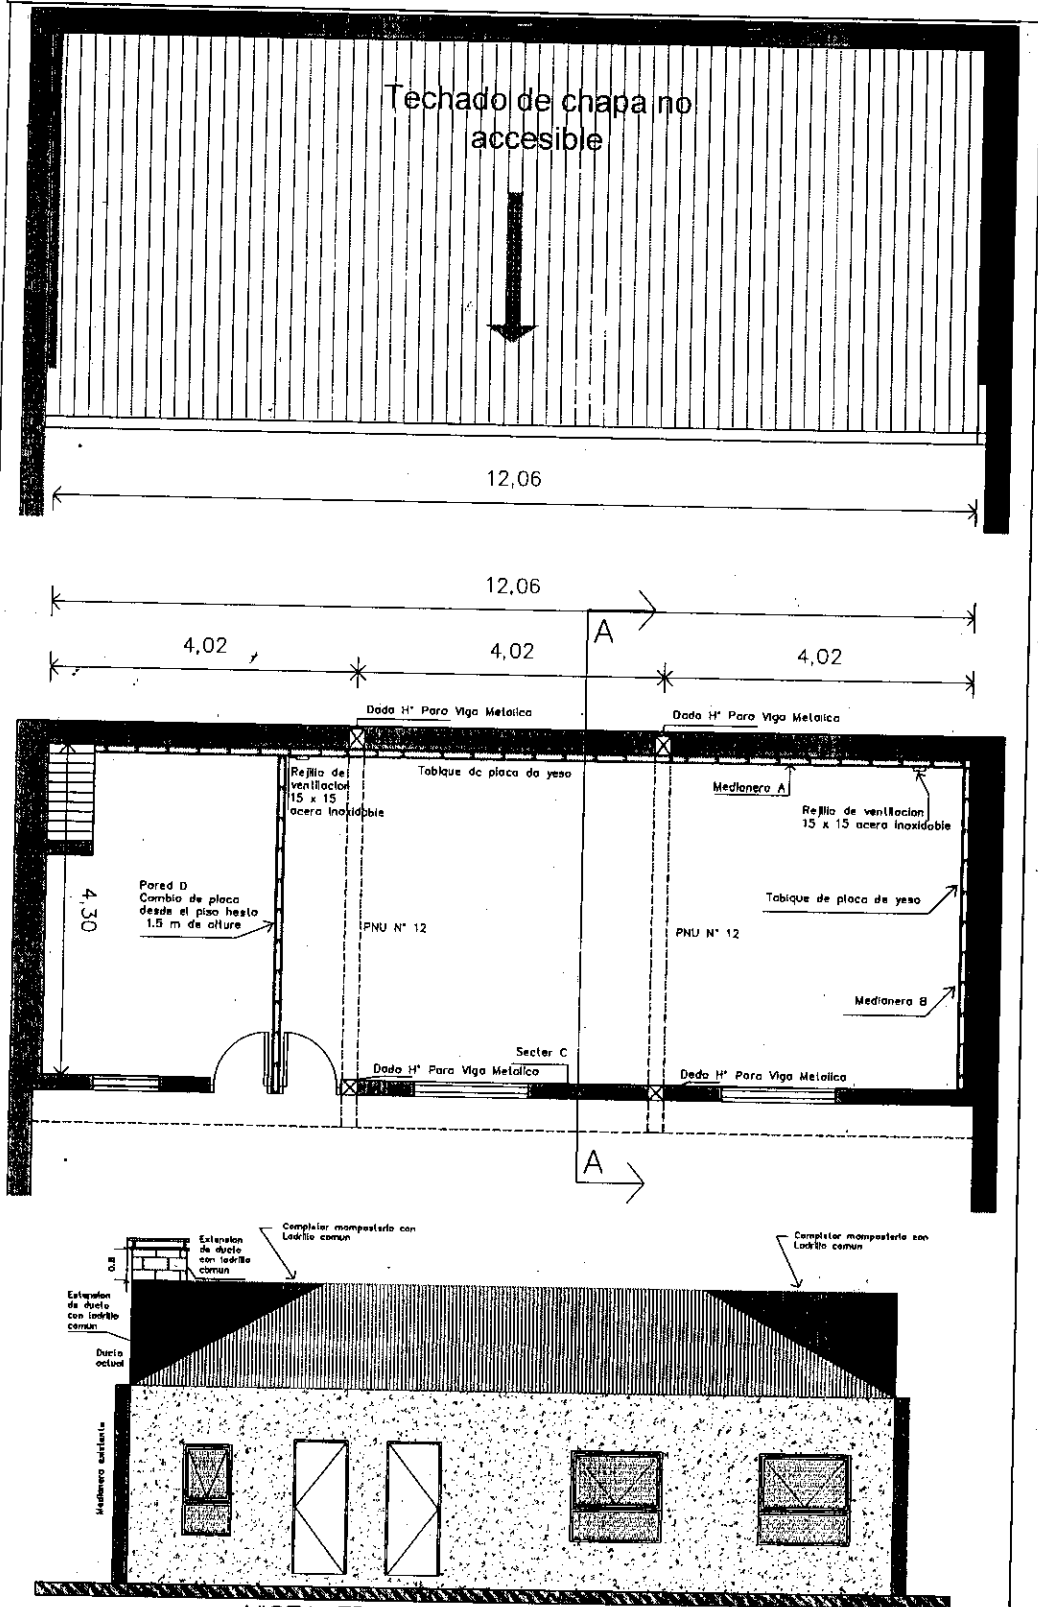 Techado de chapa no
accesible
12,06
12,06
A
4,02
4,02
4,02
Dado H° Para Viga Metalica
Dado H° Para Viga Metalica
Rejilla de
ventilacion
15 x 15
acero inoxidable
Tabique de placa de yeso
Medianera A
Rejilla de ventilacion
15 x 15 acero inoxidable
4,30
Pared D
Cambio de placa
desde el piso hasta
1.5 m de altura
PNU N° 12
PNU N° 12
Tabique de placa de yeso
Medianera B
Sector C
Dado H° Para Viga Metalica
Dado H° Para Viga Metalica
A
Completar mamposteria con
Ladrillo comun
Completar mamposteria con
Ladrillo comun
Extension
de ducto
con ladrillo
comun
0.8
Extension
de ducto
con ladrillo
comun
Ducto
actual
Medianera existente